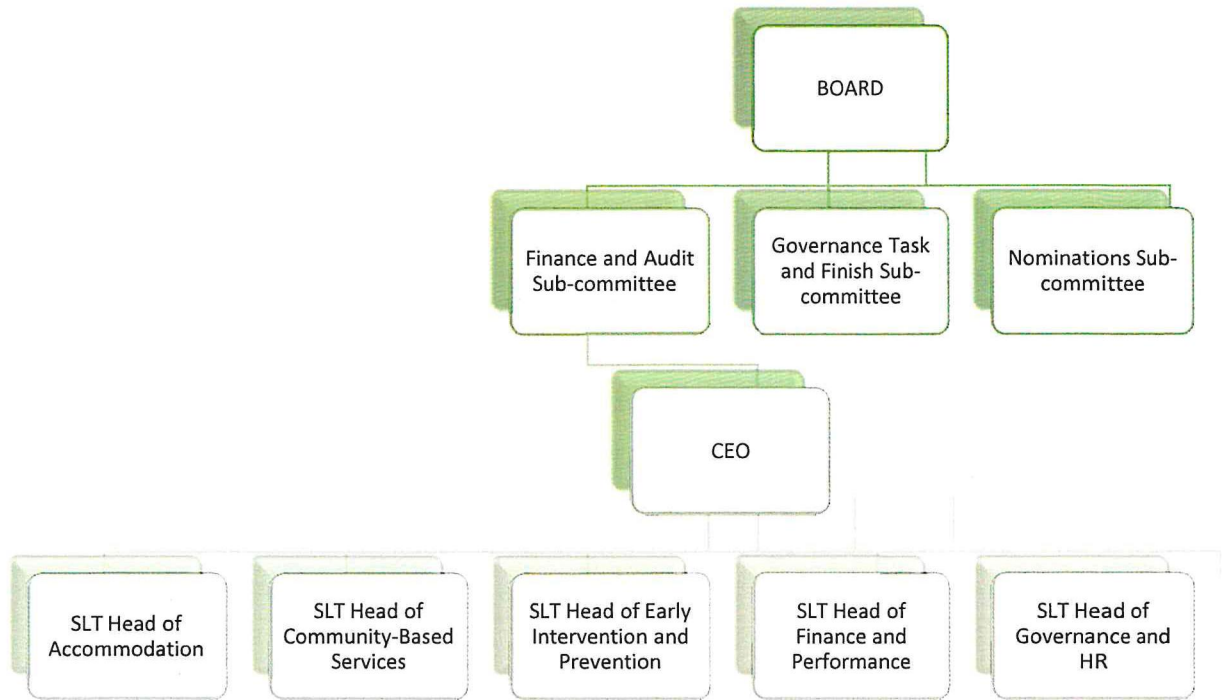 BOARD
Finance and Audit
Sub-committee
Governance Task
and Finish Sub-
committee
Nominations Sub-
committee
CEO
SLT Head of
Accommodation
SLT Head of
Community-Based
Services
SLT Head of Early
Intervention and
Prevention
SLT Head of
Finance and
Performance
SLT Head of
Governance and
HR